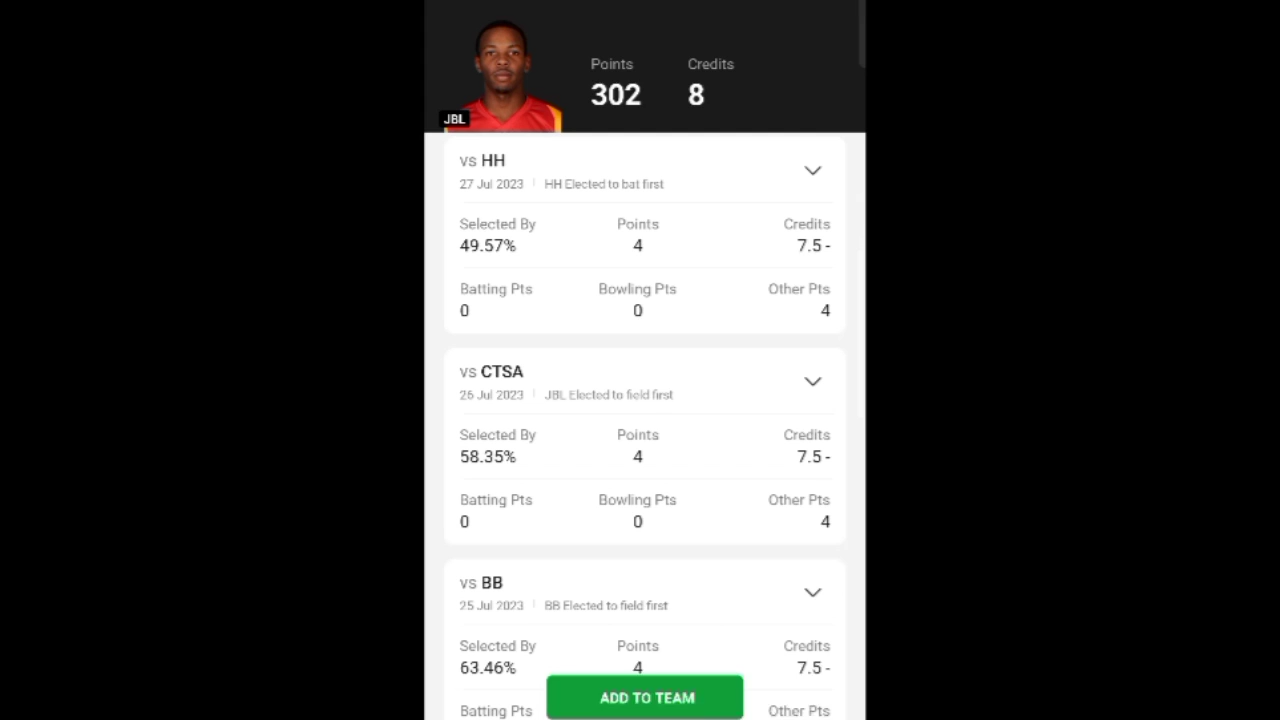 Points Credits
302 8
JBL
vs HH
27 Jul 2023 HH Elected to bat first
Selected By Points Credits
49.57% 4 7.5 -
Batting Pts Bowling Pts Other Pts
0 0 4
vs CTSA
26 Jul 2023 JBL Elected to field first
Selected By Points Credits
58.35% 4 7.5 -
Batting Pts Bowling Pts Other Pts
0 0 4
vs BB
25 Jul 2023 BB Elected to field first
Selected By Points Credits
63.46% 4 7.5 -
ADD TO TEAM
Batting Pts Other Pts